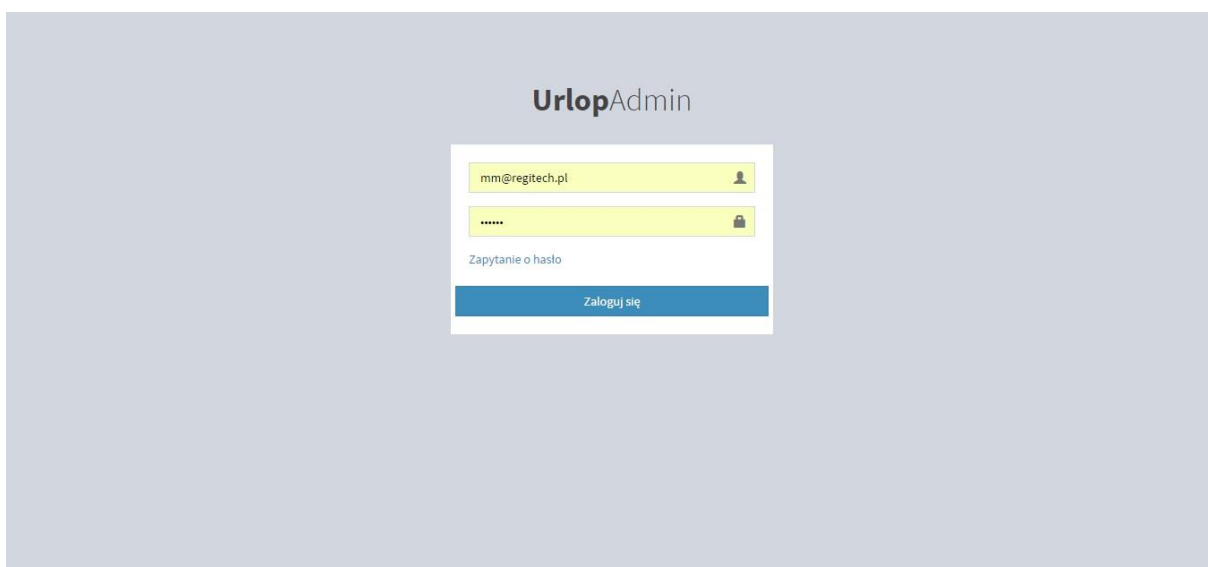 UrlopAdmin
mm@regitech.pl
••••••
Zapytanie o hasło
Zaloguj się